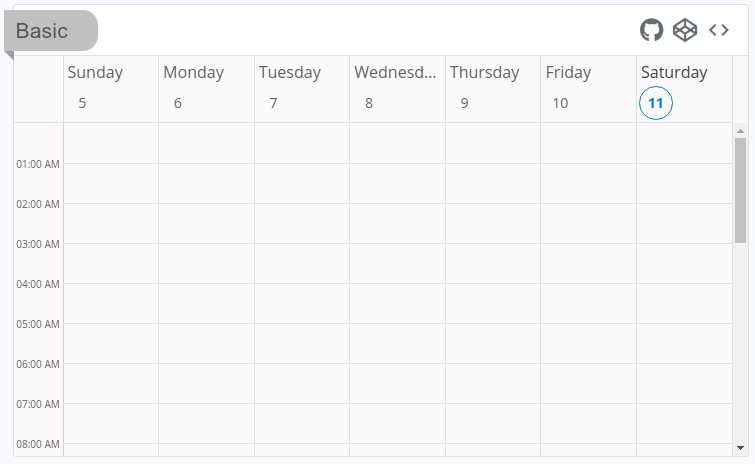 Basic
Sunday Monday Tuesday Wednesd... Thursday Friday Saturday
5 6 7 8 9 10 11
01:00 AM
02:00 AM
03:00 AM
04:00 AM
05:00 AM
06:00 AM
07:00 AM
08:00 AM